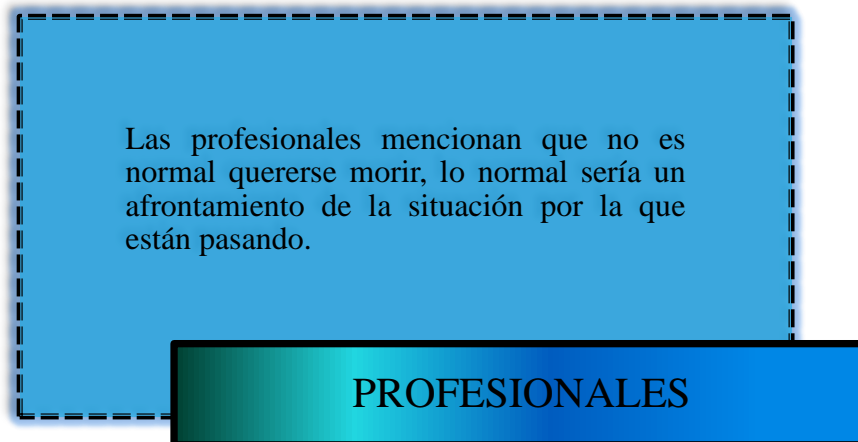 Las profesionales mencionan que no es
normal quererse morir, lo normal sería un
afrontamiento de la situación por la que
están pasando.
PROFESIONALES